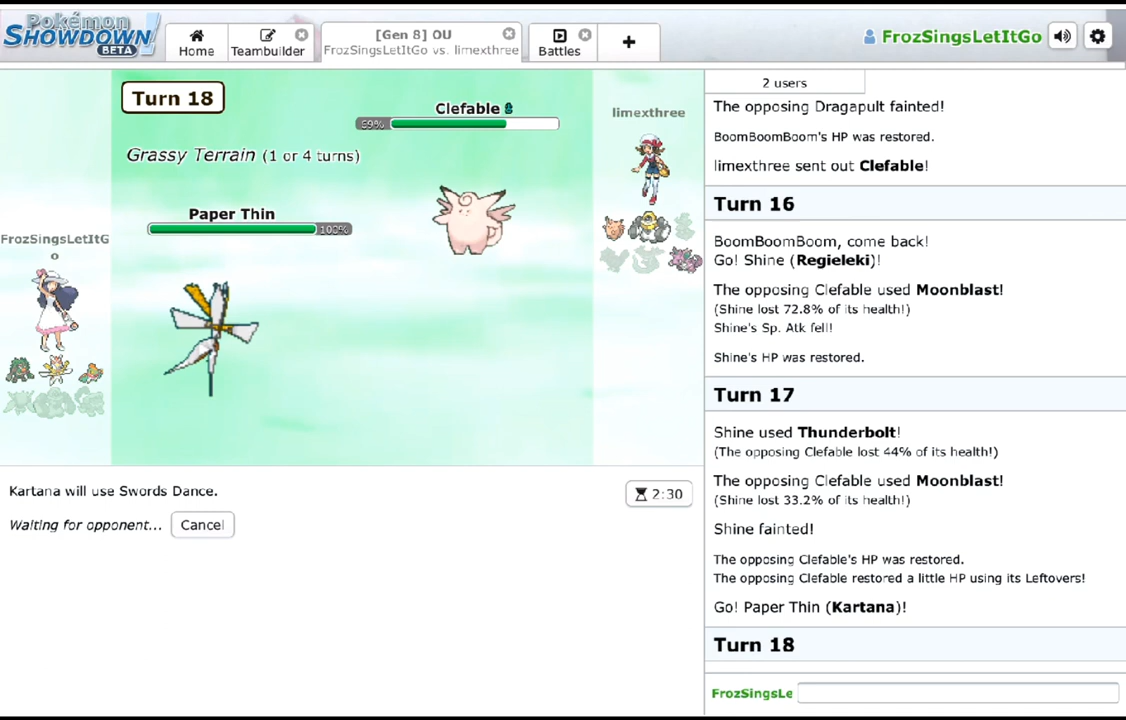 Pokémon
SHOWDOWN!
BETA
Home
Teambuilder
[Gen 8] OU
FrozSingsLetItGo vs. limexthree
Battles
+
FrozSingsLetItGo
Turn 18
Clefable
69%
Grassy Terrain (1 or 4 turns)
Paper Thin
100%
FrozSingsLetItG
o
limexthree
Kartana will use Swords Dance.
2:30
Waiting for opponent...
Cancel
2 users
The opposing Dragapult fainted!
BoomBoomBoom's HP was restored.
limexthree sent out Clefable!
Turn 16
BoomBoomBoom, come back!
Go! Shine (Regieleki)!
The opposing Clefable used Moonblast!
(Shine lost 72.8% of its health!)
Shine's Sp. Atk fell!
Shine's HP was restored.
Turn 17
Shine used Thunderbolt!
(The opposing Clefable lost 44% of its health!)
The opposing Clefable used Moonblast!
(Shine lost 33.2% of its health!)
Shine fainted!
The opposing Clefable's HP was restored.
The opposing Clefable restored a little HP using its Leftovers!
Go! Paper Thin (Kartana)!
Turn 18
FrozSingsLe